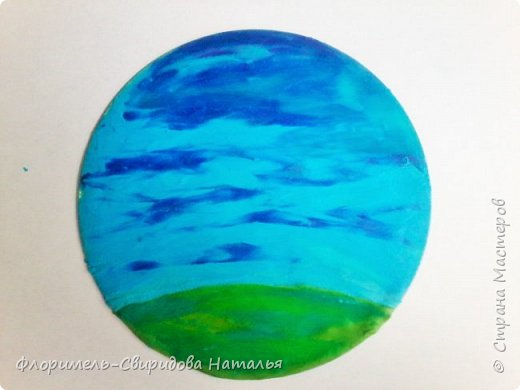 Флоримель-Свиридова Наталья
© Страна Мастеров